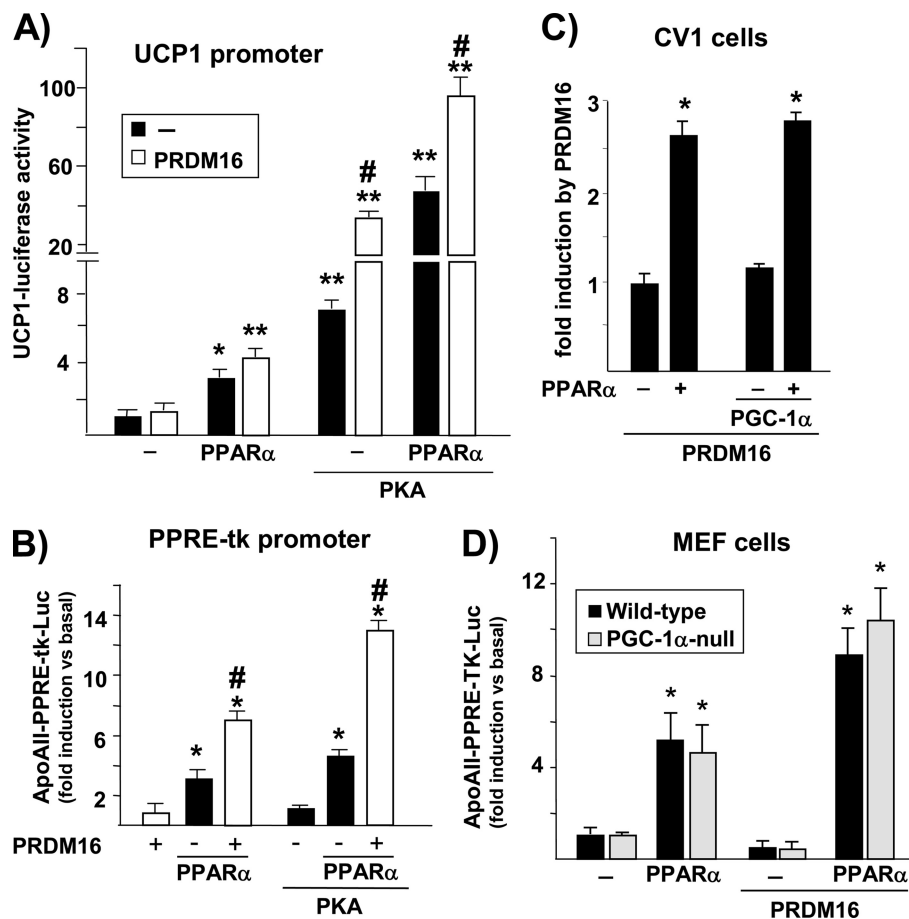 A)
UCP1 promoter
UCP1-luciferase activity
100
60
20
8
4
–
PRDM16
* ** ** # ** ** # **
– PPARα – PPARα
PKA
C)
CV1 cells
fold induction by PRDM16
3
2
1
* *
PPARα – + – +
PGC-1α
PRDM16
B)
PPRE-tk promoter
ApoAII-PPRE-tk-Luc
(fold induction vs basal)
14
10
6
2
* # * * # *
PRDM16 + - + - - +
PPARα PPARα
PKA
D)
MEF cells
ApoAII-PPRE-TK-Luc
(fold induction vs basal)
12
8
4
Wild-type
PGC-1α-null
* * * *
– PPARα – PPARα
PRDM16